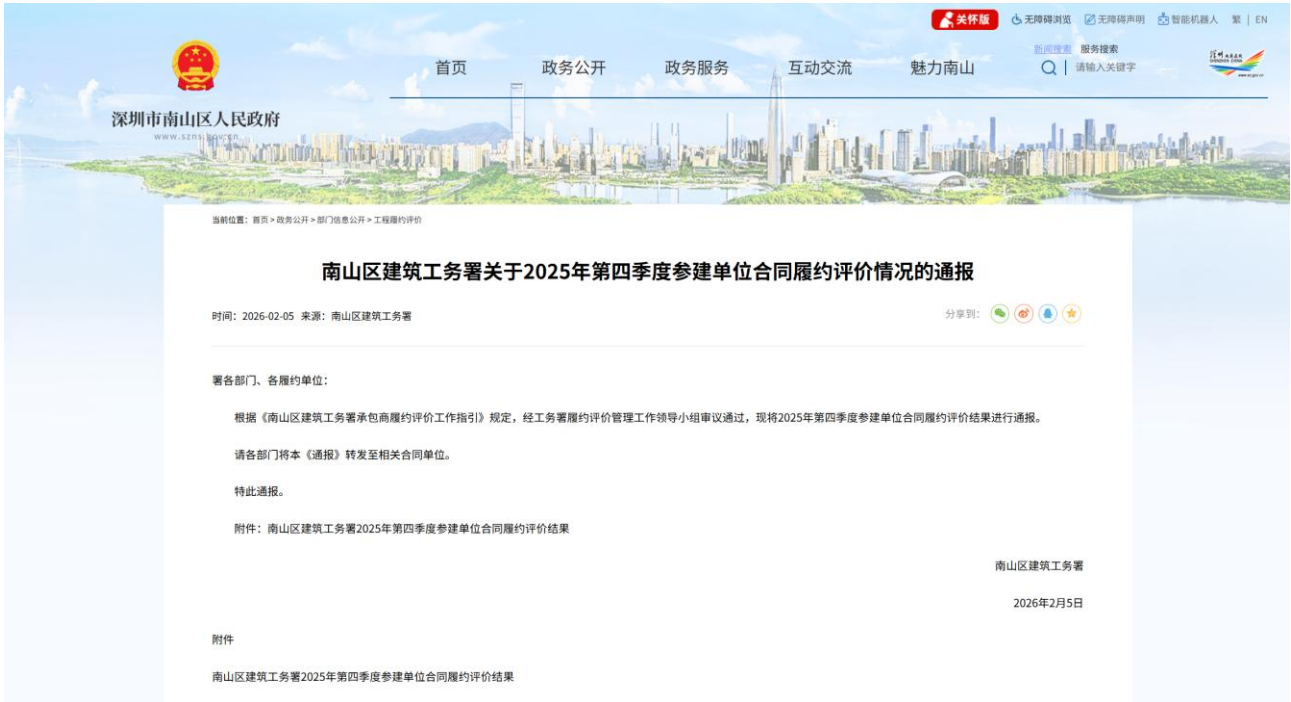 关怀版 无障碍浏览 无障碍声明 智能机器人 繁 | EN
新闻搜索 服务搜索
首页 政务公开 政务服务 互动交流 魅力南山 请输入关键字
深圳市南山区人民政府
www.szns.gov.cn
当前位置：首页 > 政务公开 > 部门信息公开 > 工程履约评价
南山区建筑工务署关于2025年第四季度参建单位合同履约评价情况的通报
时间：2026-02-05 来源：南山区建筑工务署 分享到：
署各部门、各履约单位：
根据《南山区建筑工务署承包商履约评价工作指引》规定，经工务署履约评价管理工作领导小组审议通过，现将2025年第四季度参建单位合同履约评价结果进行通报。
请各部门将本《通报》转发至相关合同单位。
特此通报。
附件：南山区建筑工务署2025年第四季度参建单位合同履约评价结果
南山区建筑工务署
2026年2月5日
附件
南山区建筑工务署2025年第四季度参建单位合同履约评价结果